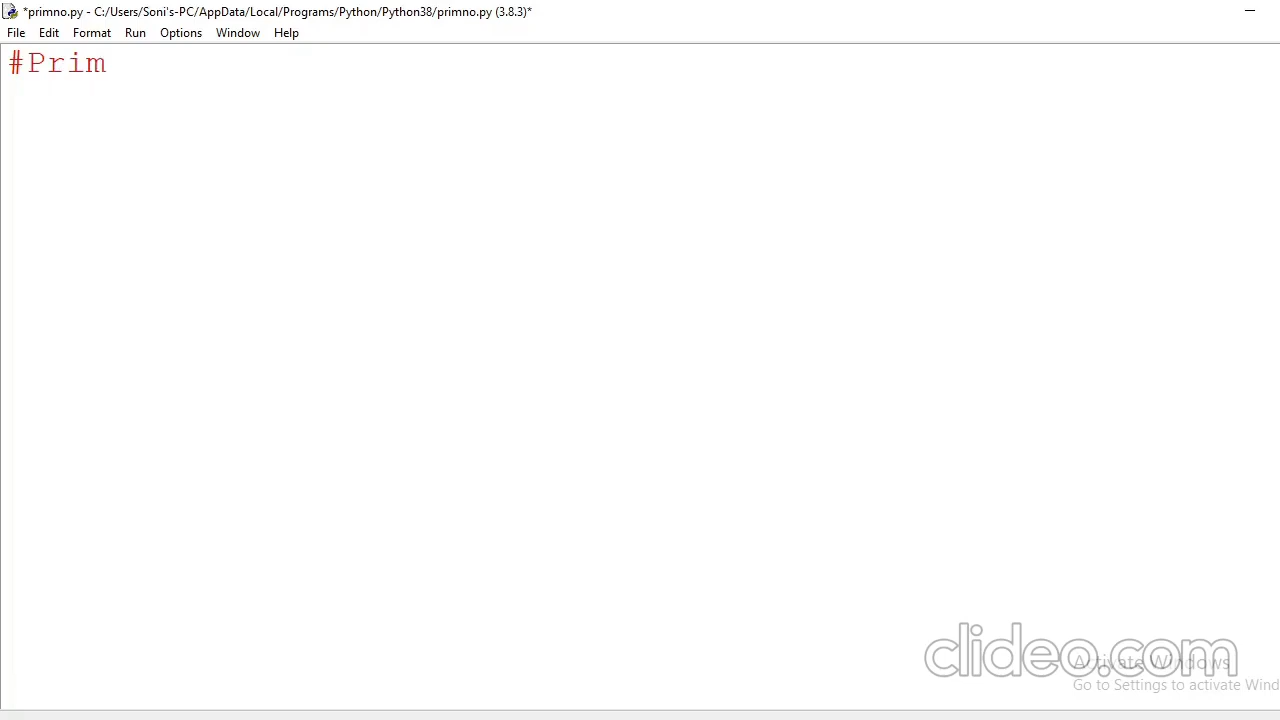 *primno.py - C:/Users/Soni's-PC/AppData/Local/Programs/Python/Python38/primno.py (3.8.3)*
File Edit Format Run Options Window Help
#Prim
clideo.com
Activate Windows
Go to Settings to activate Wind